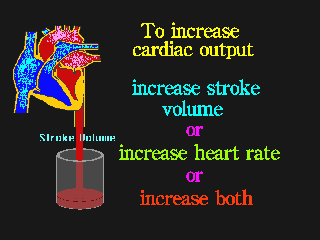 To increase
cardiac output
increase stroke
volume
or
Stroke Volume
increase heart rate
or
increase both